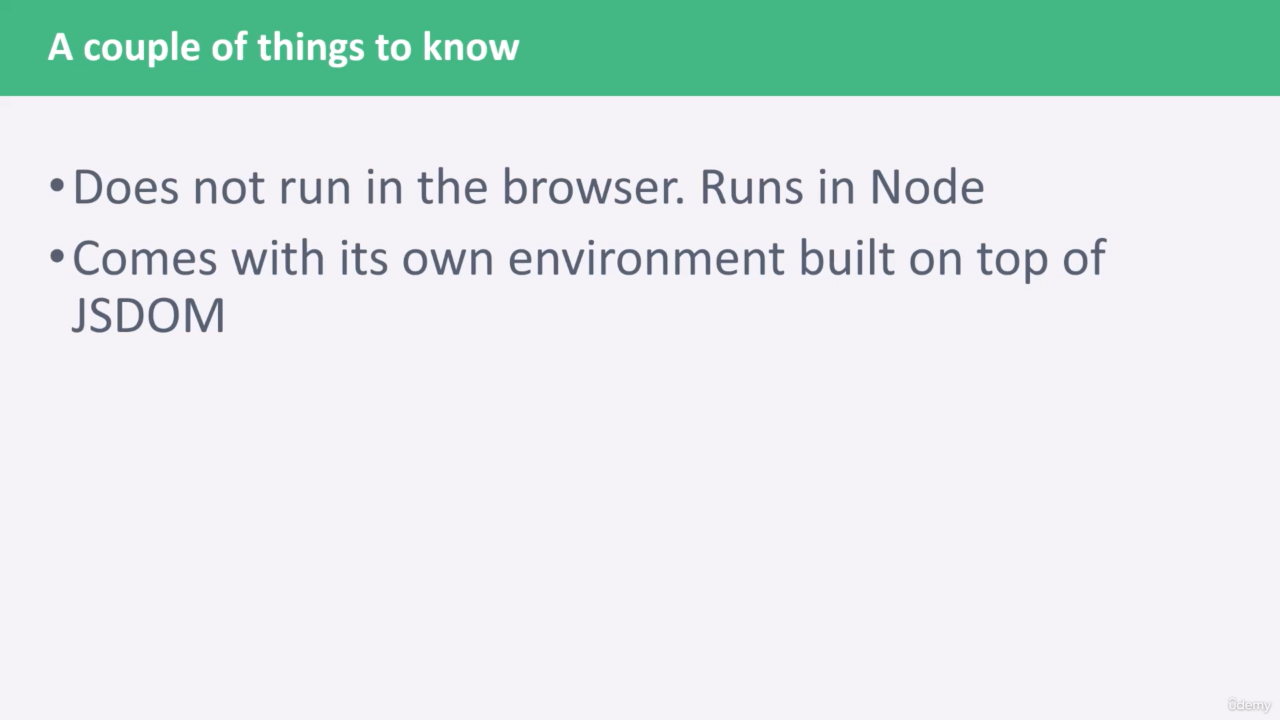 A couple of things to know
•Does not run in the browser. Runs in Node
•Comes with its own environment built on top of
JSDOM
ûdemy